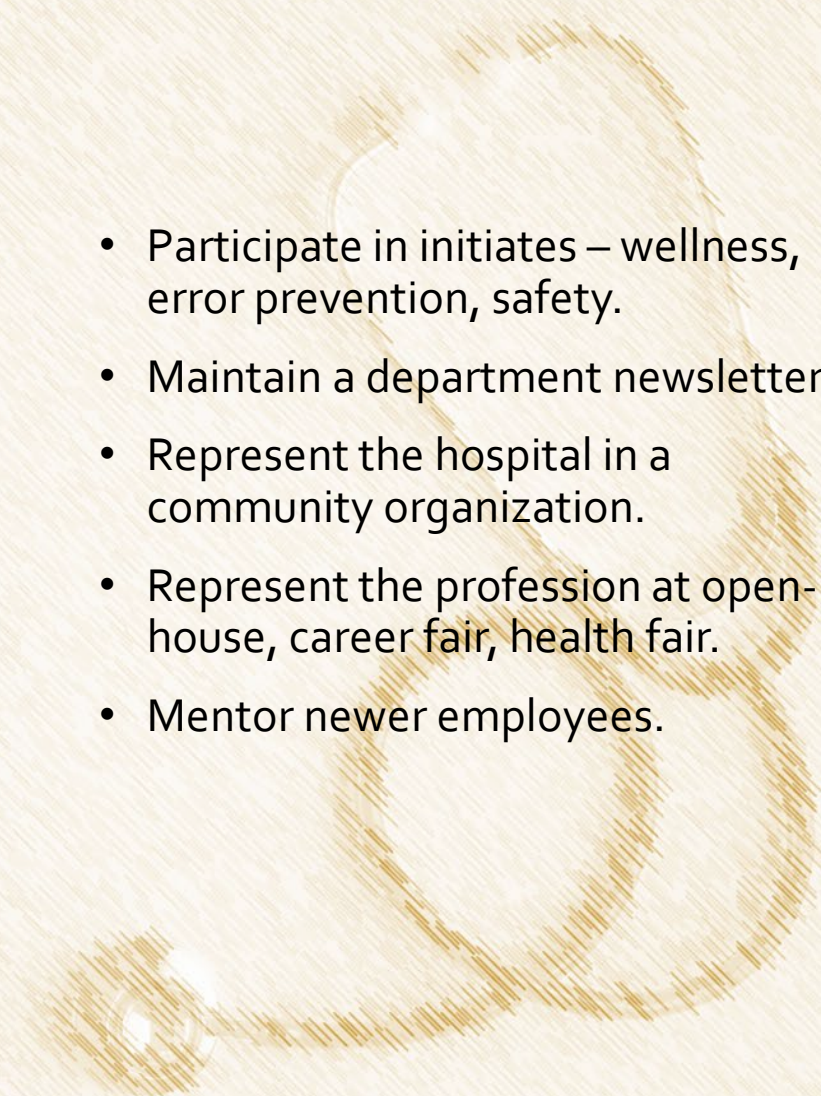 • Participate in initiates – wellness,
error prevention, safety.
• Maintain a department newsletter
• Represent the hospital in a
community organization.
• Represent the profession at open-
house, career fair, health fair.
• Mentor newer employees.